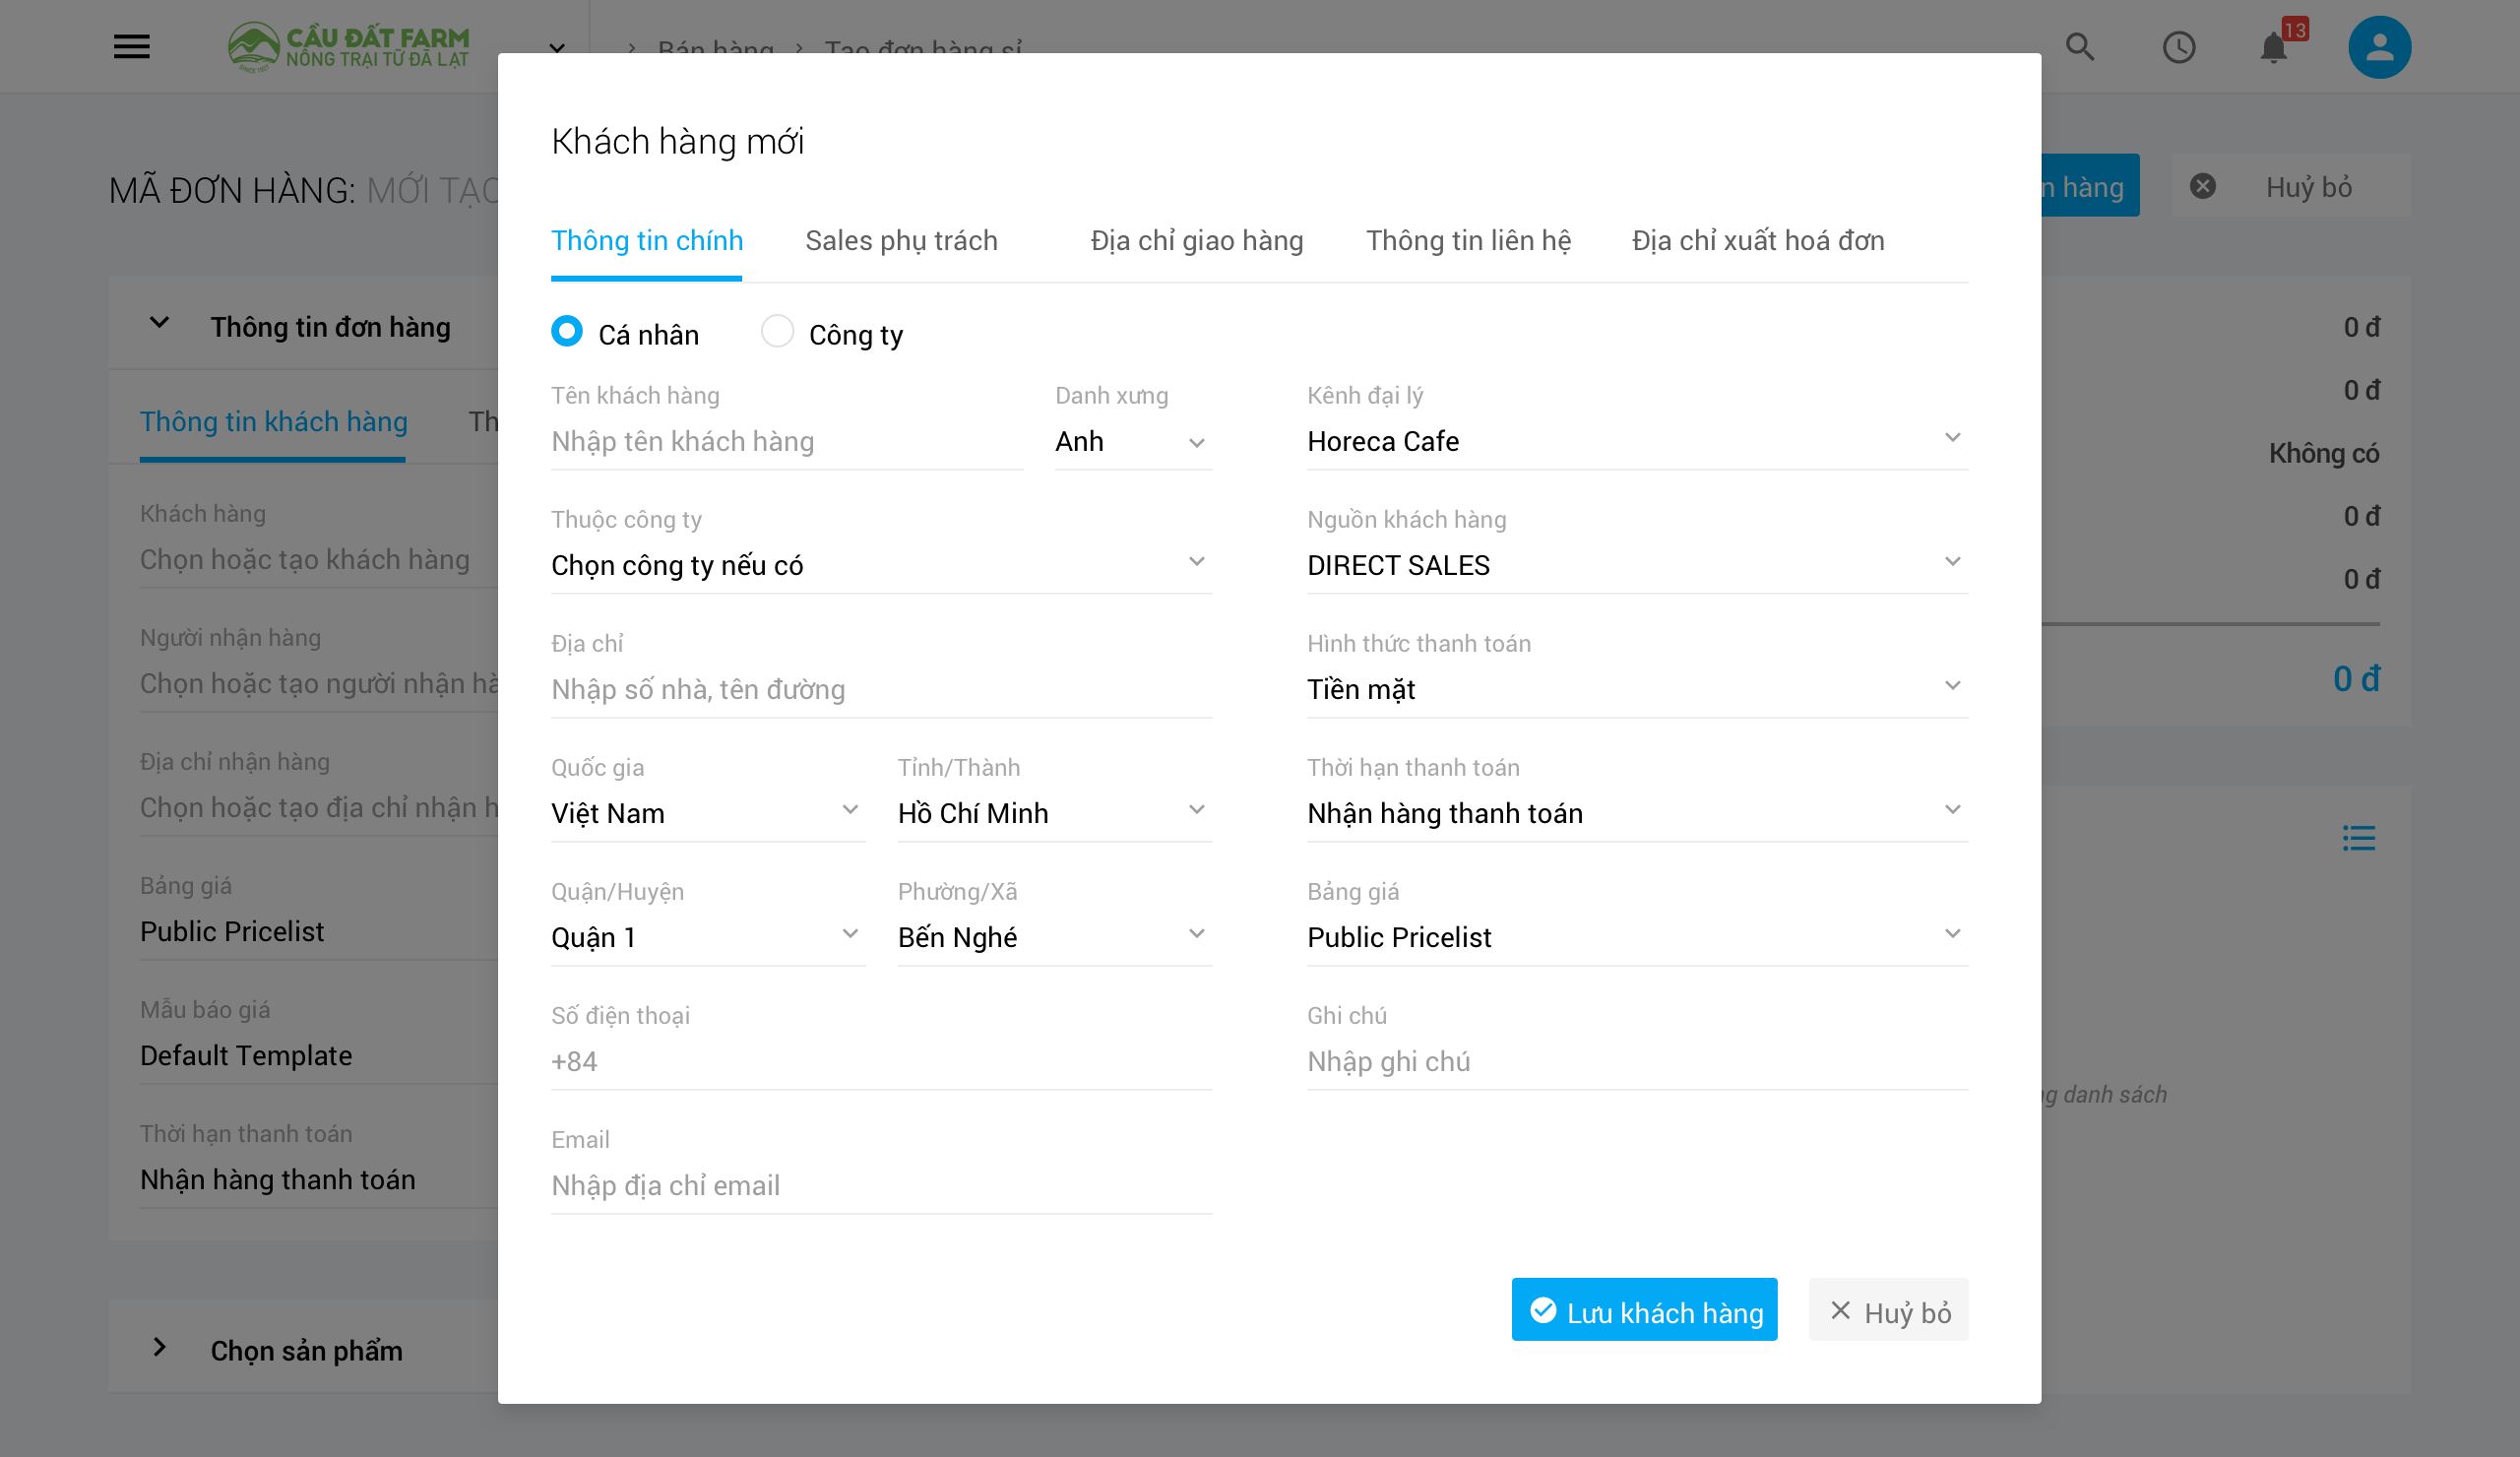 CẦU ĐẤT FARM
NÔNG TRẠI TỪ ĐÀ LẠT
SINCE 1927
Bán hàng
Tạo đơn hàng sỉ
13
MÃ ĐƠN HÀNG: MỚI TẠO
n hàng
Huỷ bỏ
Thông tin đơn hàng
Thông tin khách hàng
Th
Khách hàng
Chọn hoặc tạo khách hàng
Người nhận hàng
Chọn hoặc tạo người nhận hà
Địa chỉ nhận hàng
Chọn hoặc tạo địa chỉ nhận h
Bảng giá
Public Pricelist
Mẫu báo giá
Default Template
Thời hạn thanh toán
Nhận hàng thanh toán
Chọn sản phẩm
Khách hàng mới
Thông tin chính
Sales phụ trách
Địa chỉ giao hàng
Thông tin liên hệ
Địa chỉ xuất hoá đơn
Cá nhân
Công ty
Tên khách hàng
Nhập tên khách hàng
Danh xưng
Anh
Thuộc công ty
Chọn công ty nếu có
Địa chỉ
Nhập số nhà, tên đường
Quốc gia
Việt Nam
Tỉnh/Thành
Hồ Chí Minh
Quận/Huyện
Quận 1
Phường/Xã
Bến Nghé
Số điện thoại
+84
Email
Nhập địa chỉ email
Kênh đại lý
Horeca Cafe
Nguồn khách hàng
DIRECT SALES
Hình thức thanh toán
Tiền mặt
Thời hạn thanh toán
Nhận hàng thanh toán
Bảng giá
Public Pricelist
Ghi chú
Nhập ghi chú
Lưu khách hàng
Huỷ bỏ
0 đ
0 đ
Không có
0 đ
0 đ
0 đ
ng danh sách